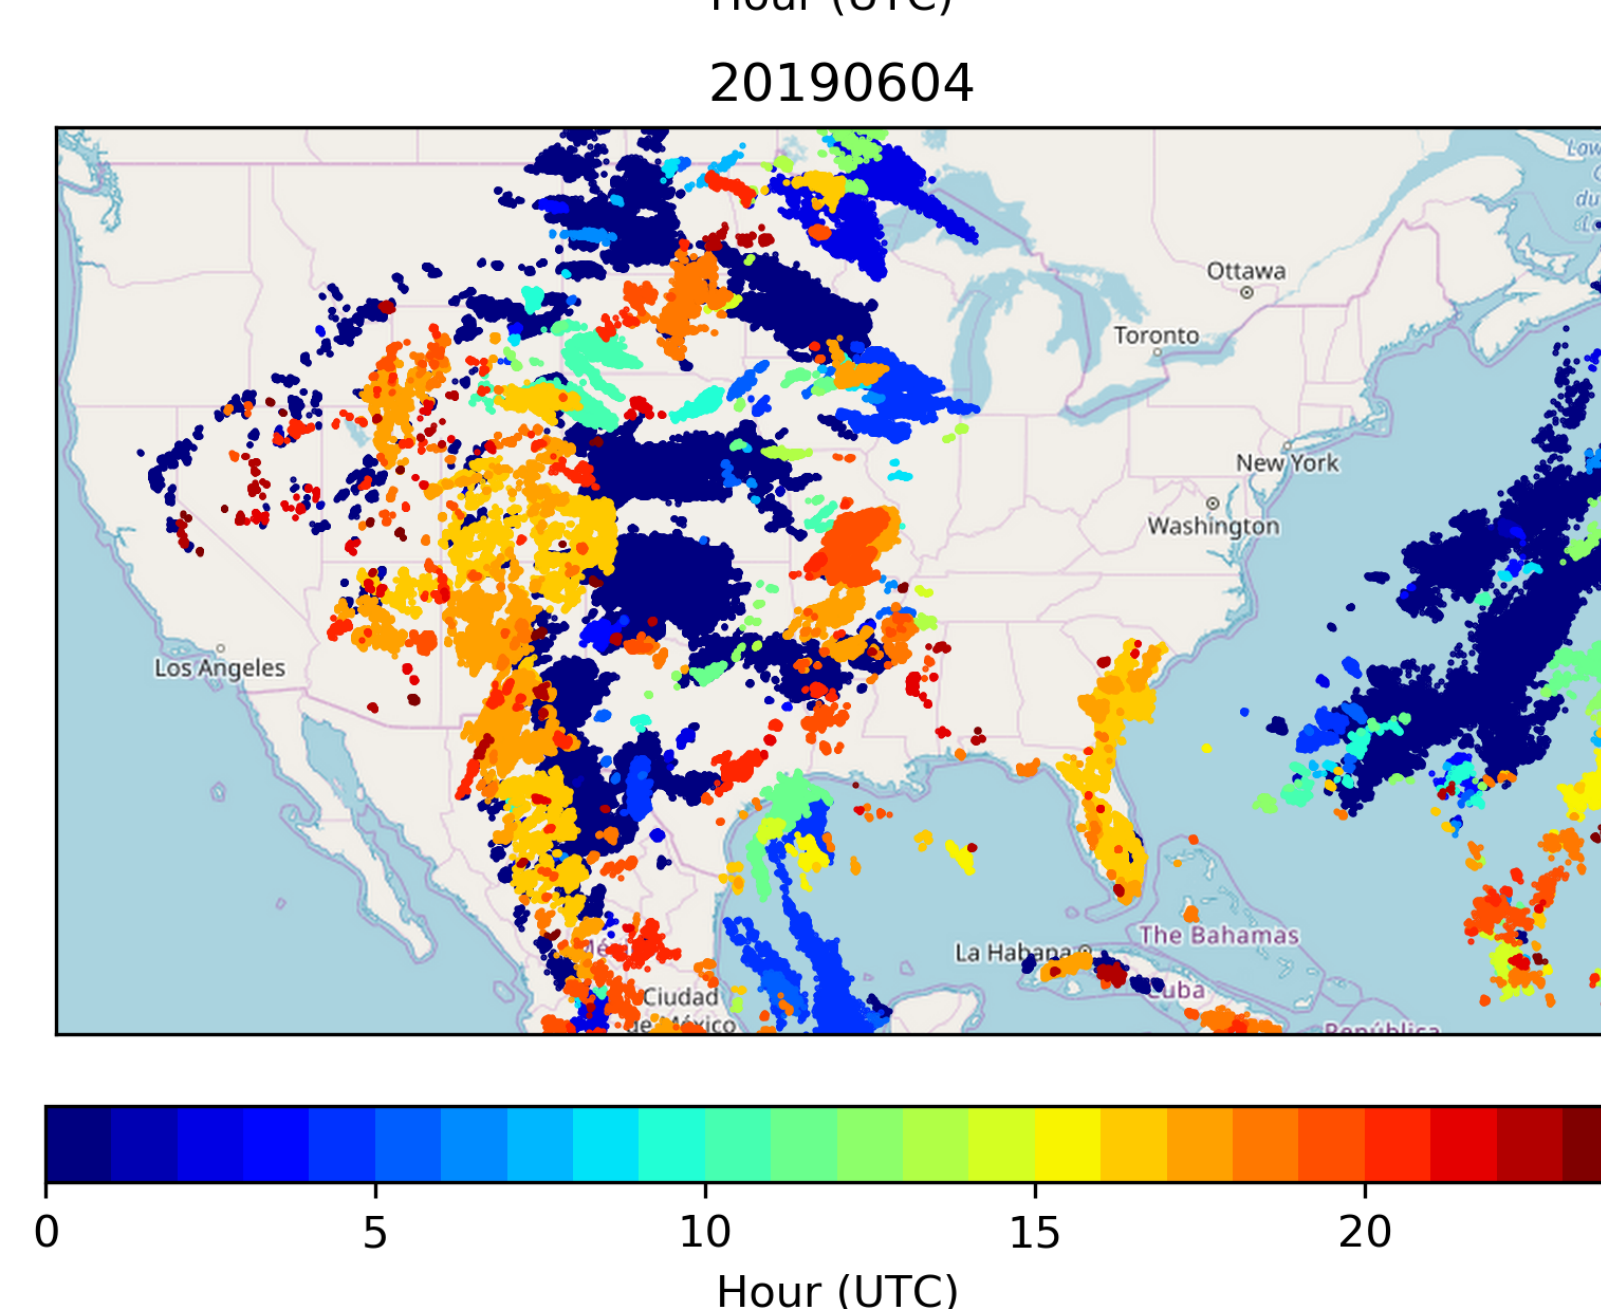 Hour (UTC)
20190604
Ottawa
Toronto
New York
Washington
Los Angeles
La Habana
The Bahamas
Ciudad
de México
Cuba
República
0 5 10 15 20
Hour (UTC)